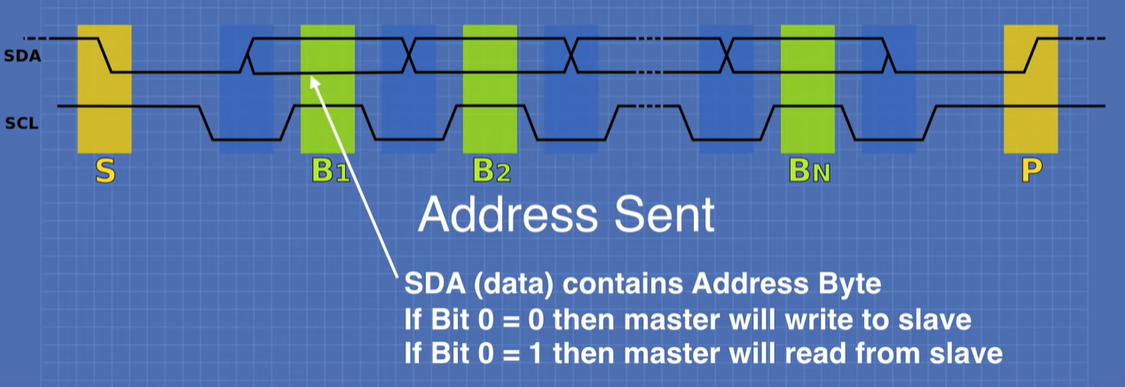 SDA
SCL
S
B1
B2
BN
P
Address Sent
SDA (data) contains Address Byte
If Bit 0 = 0 then master will write to slave
If Bit 0 = 1 then master will read from slave